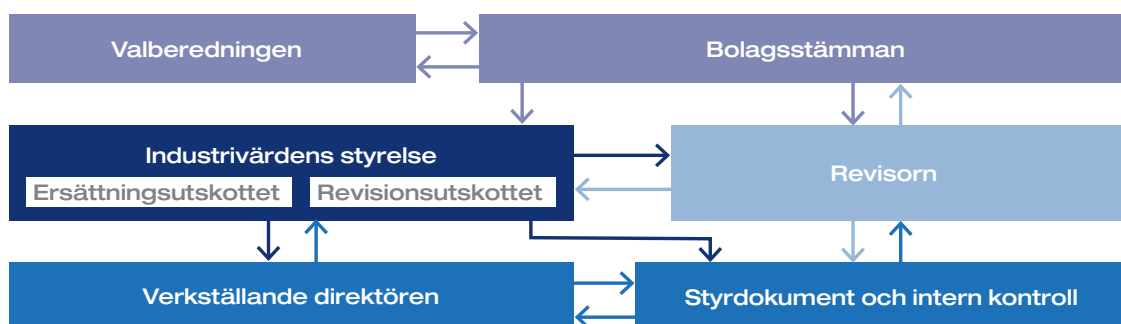 Valberedningen
Bolagsstämman
Industrivärdens styrelse
Ersättningsutskottet
Revisionsutskottet
Revisorn
Verkställande direktören
Styrdokument och intern kontroll